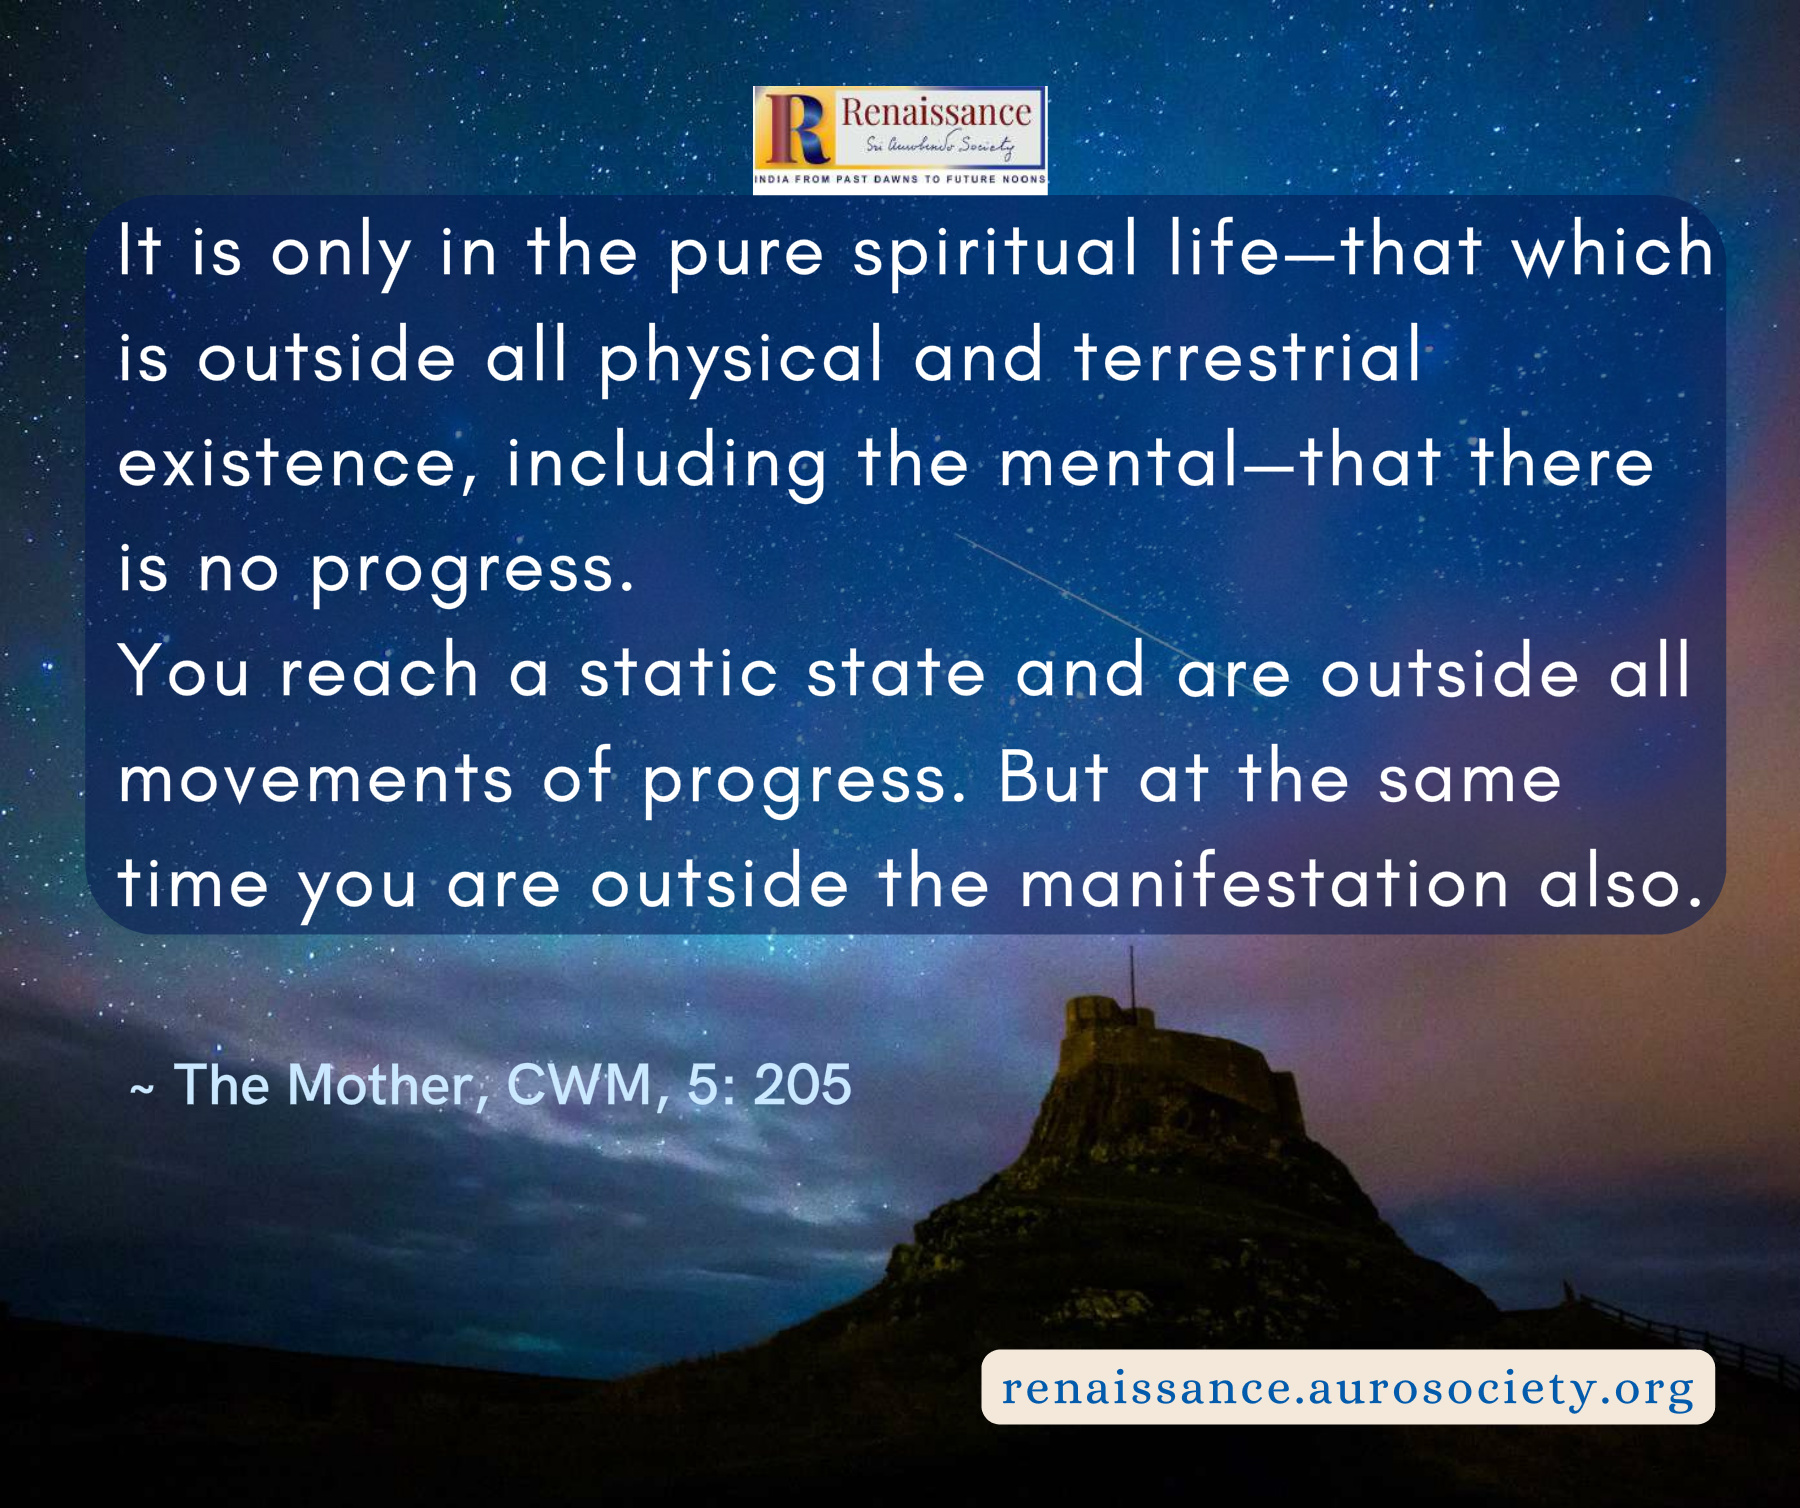 R Renaissance
Sri Aurobindo Society
INDIA FROM PAST DAWNS TO FUTURE NOONS
It is only in the pure spiritual life—that which
is outside all physical and terrestrial
existence, including the mental—that there
is no progress.
You reach a static state and are outside all
movements of progress. But at the same
time you are outside the manifestation also.
~ The Mother, CWM, 5: 205
renaissance.aurosociety.org